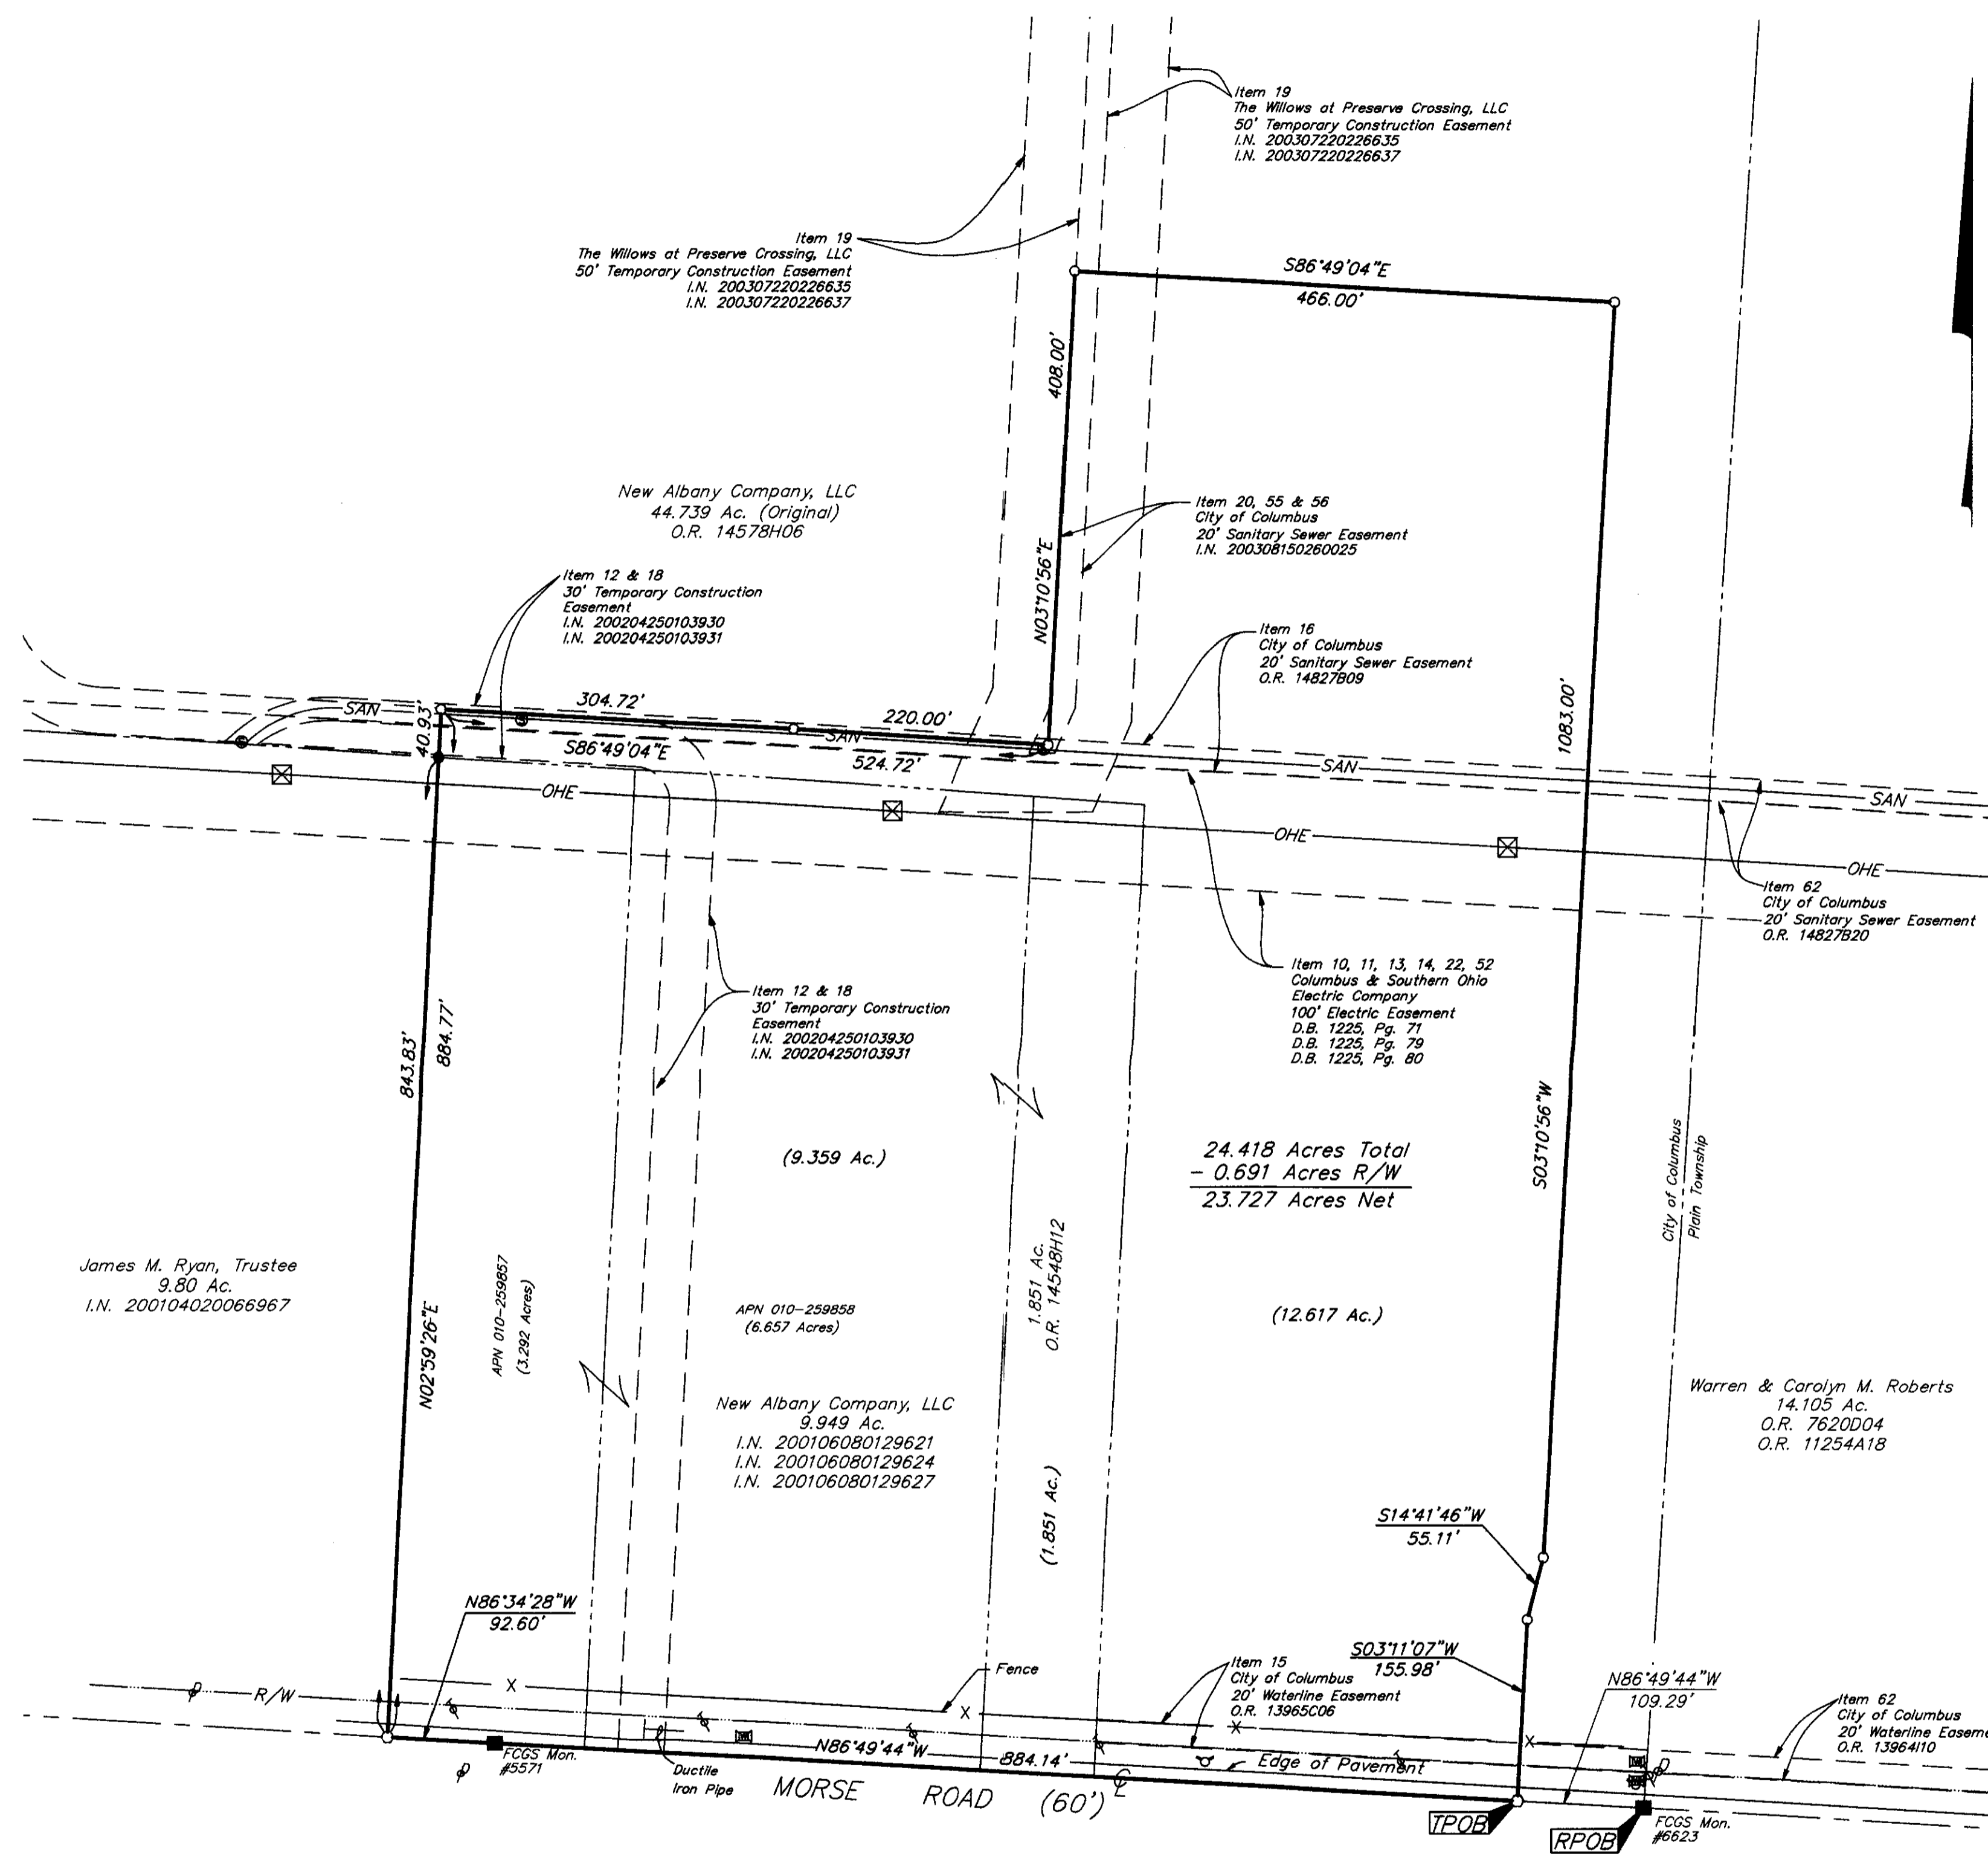 Item 19
The Willows at Preserve Crossing, LLC
50' Temporary Construction Easement
I.N. 200307220226635
I.N. 200307220226637
Item 19
The Willows at Preserve Crossing, LLC
50' Temporary Construction Easement
I.N. 200307220226635
I.N. 200307220226637
S86°49'04"E
466.00'
408.00'
N03°10'56"E
New Albany Company, LLC
44.739 Ac. (Original)
O.R. 14578H06
Item 20, 55 & 56
City of Columbus
20' Sanitary Sewer Easement
I.N. 200308150260025
Item 12 & 18
30' Temporary Construction
Easement
I.N. 200204250103930
I.N. 200204250103931
Item 16
City of Columbus
20' Sanitary Sewer Easement
O.R. 14827B09
1083.00'
SAN
40.93'
304.72'
220.00'
SAN
S86°49'04"E
524.72'
SAN
SAN
OHE
OHE
OHE
Item 62
City of Columbus
20' Sanitary Sewer Easement
O.R. 14827B20
Item 10, 11, 13, 14, 22, 52
Columbus & Southern Ohio
Electric Company
100' Electric Easement
D.B. 1225, Pg. 71
D.B. 1225, Pg. 79
D.B. 1225, Pg. 80
Item 12 & 18
30' Temporary Construction
Easement
I.N. 200204250103930
I.N. 200204250103931
843.83'
884.77'
S03°10'56"W
City of Columbus
Plain Township
(9.359 Ac.)
24.418 Acres Total
- 0.691 Acres R/W
23.727 Acres Net
James M. Ryan, Trustee
9.80 Ac.
I.N. 200104020066967
N02°59'26"E
APN 010-259857
(3.292 Acres)
APN 010-259858
(6.657 Acres)
1.851 Ac.
O.R. 14548H12
(12.617 Ac.)
New Albany Company, LLC
9.949 Ac.
I.N. 200106080129621
I.N. 200106080129624
I.N. 200106080129627
Warren & Carolyn M. Roberts
14.105 Ac.
O.R. 7620D04
O.R. 11254A18
(1.851 Ac.)
S14°41'46"W
55.11'
N86°34'28"W
92.60'
S03°11'07"W
155.98'
N86°49'44"W
109.29'
Fence
X
X
X
X
Item 15
City of Columbus
20' Waterline Easement
O.R. 13965C06
Item 62
City of Columbus
20' Waterline Easeme
O.R. 13964I10
R/W
FCGS Mon.
#5571
Ductile
Iron Pipe
N86°49'44"W
884.14'
Edge of Pavement
MORSE ROAD (60')
TPOB
RPOB
FCGS Mon.
#6623